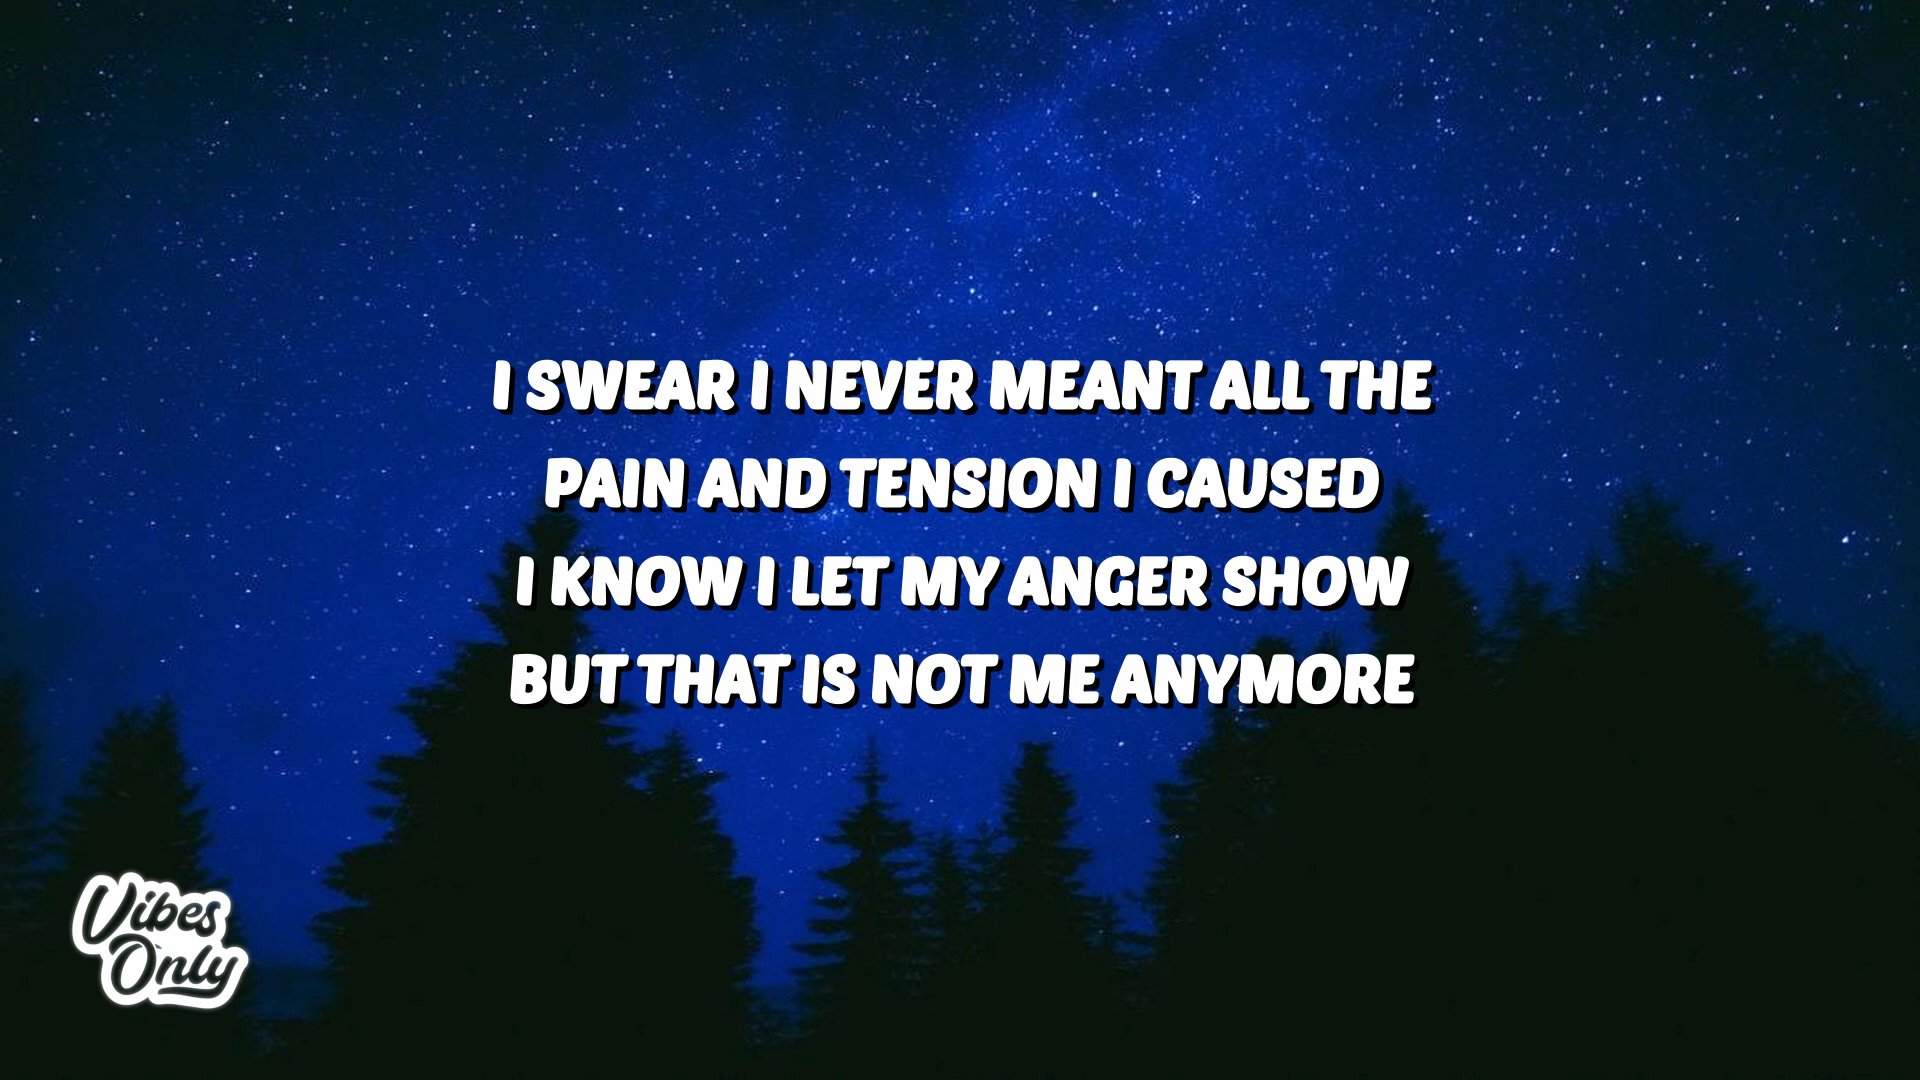 I SWEAR I NEVER MEANT ALL THE
PAIN AND TENSION I CAUSED
I KNOW I LET MY ANGER SHOW
BUT THAT IS NOT ME ANYMORE
Vibes
Only